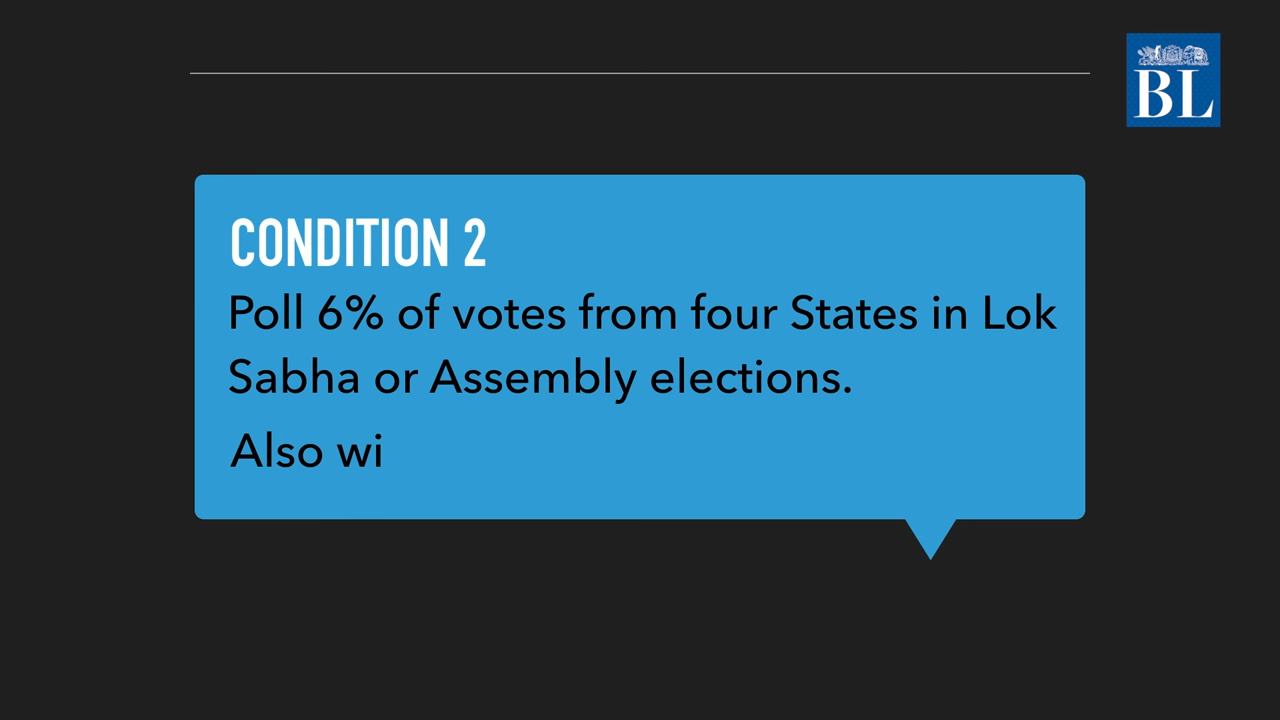 BL
CONDITION 2
Poll 6% of votes from four States in Lok
Sabha or Assembly elections.
Also wi